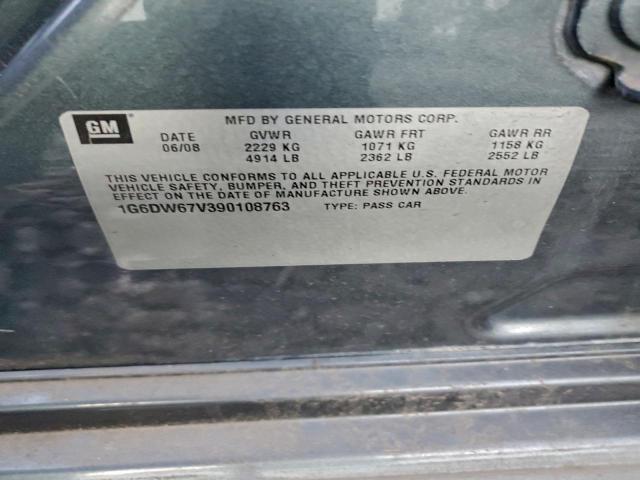 GM
MFD BY GENERAL MOTORS CORP.
DATE GVWR GAWR FRT GAWR RR
06/08 2229 KG 1071 KG 1158 KG
4914 LB 2362 LB 2552 LB
THIS VEHICLE CONFORMS TO ALL APPLICABLE U.S. FEDERAL MOTOR
VEHICLE SAFETY, BUMPER, AND THEFT PREVENTION STANDARDS IN
EFFECT ON THE DATE OF MANUFACTURE SHOWN ABOVE.
1G6DW67V390108763 TYPE: PASS CAR